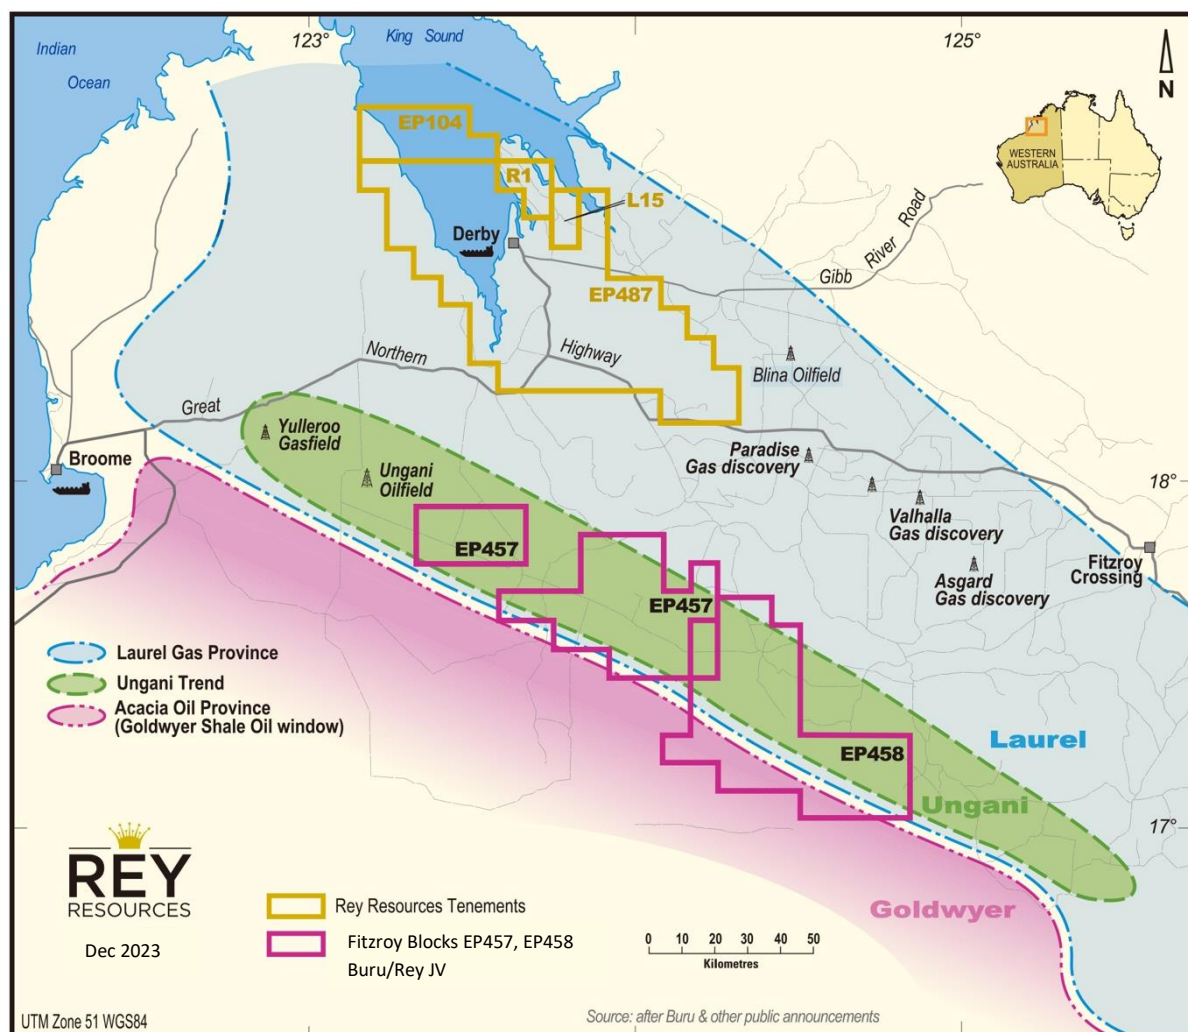 Indian
Ocean
123°
King Sound
125°
N
WESTERN
AUSTRALIA
EP104
R1
L15
Derby
Gibb River Road
EP487
Northern
Highway
Blina Oilfield
Great
Yulleroo
Gasfield
Broome
Ungani
Oilfield
Paradise
Gas discovery
18°
Valhalla
Gas discovery
Fitzroy
Crossing
Asgard
Gas discovery
EP457
EP457
Laurel Gas Province
Ungani Trend
Acacia Oil Province
(Goldwyer Shale Oil window)
Laurel
EP458
Ungani
17°
Goldwyer
REY
RESOURCES
Dec 2023
Rey Resources Tenements
Fitzroy Blocks EP457, EP458
Buru/Rey JV
0 10 20 30 40 50
Kilometres
UTM Zone 51 WGS84
Source: after Buru & other public announcements